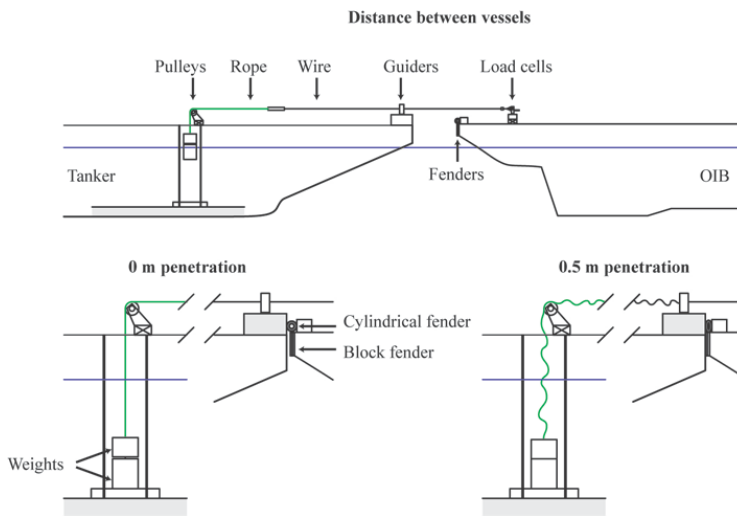 Distance between vessels
Pulleys Rope Wire Guiders Load cells
Tanker Fenders OIB
0 m penetration 0.5 m penetration
Cylindrical fender
Block fender
Weights